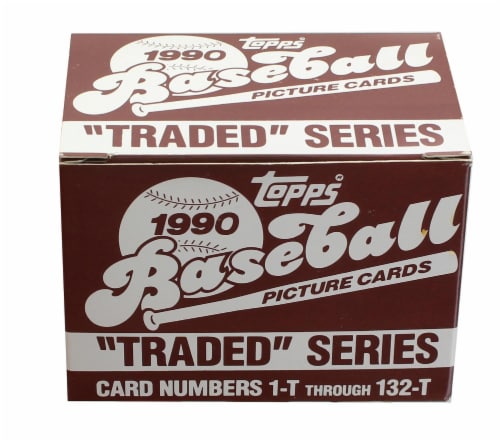 Topps
1990
Baseball
PICTURE CARDS
"TRADED" SERIES
Topps
1990
Baseball
PICTURE CARDS
"TRADED" SERIES
CARD NUMBERS 1-T THROUGH 132-T